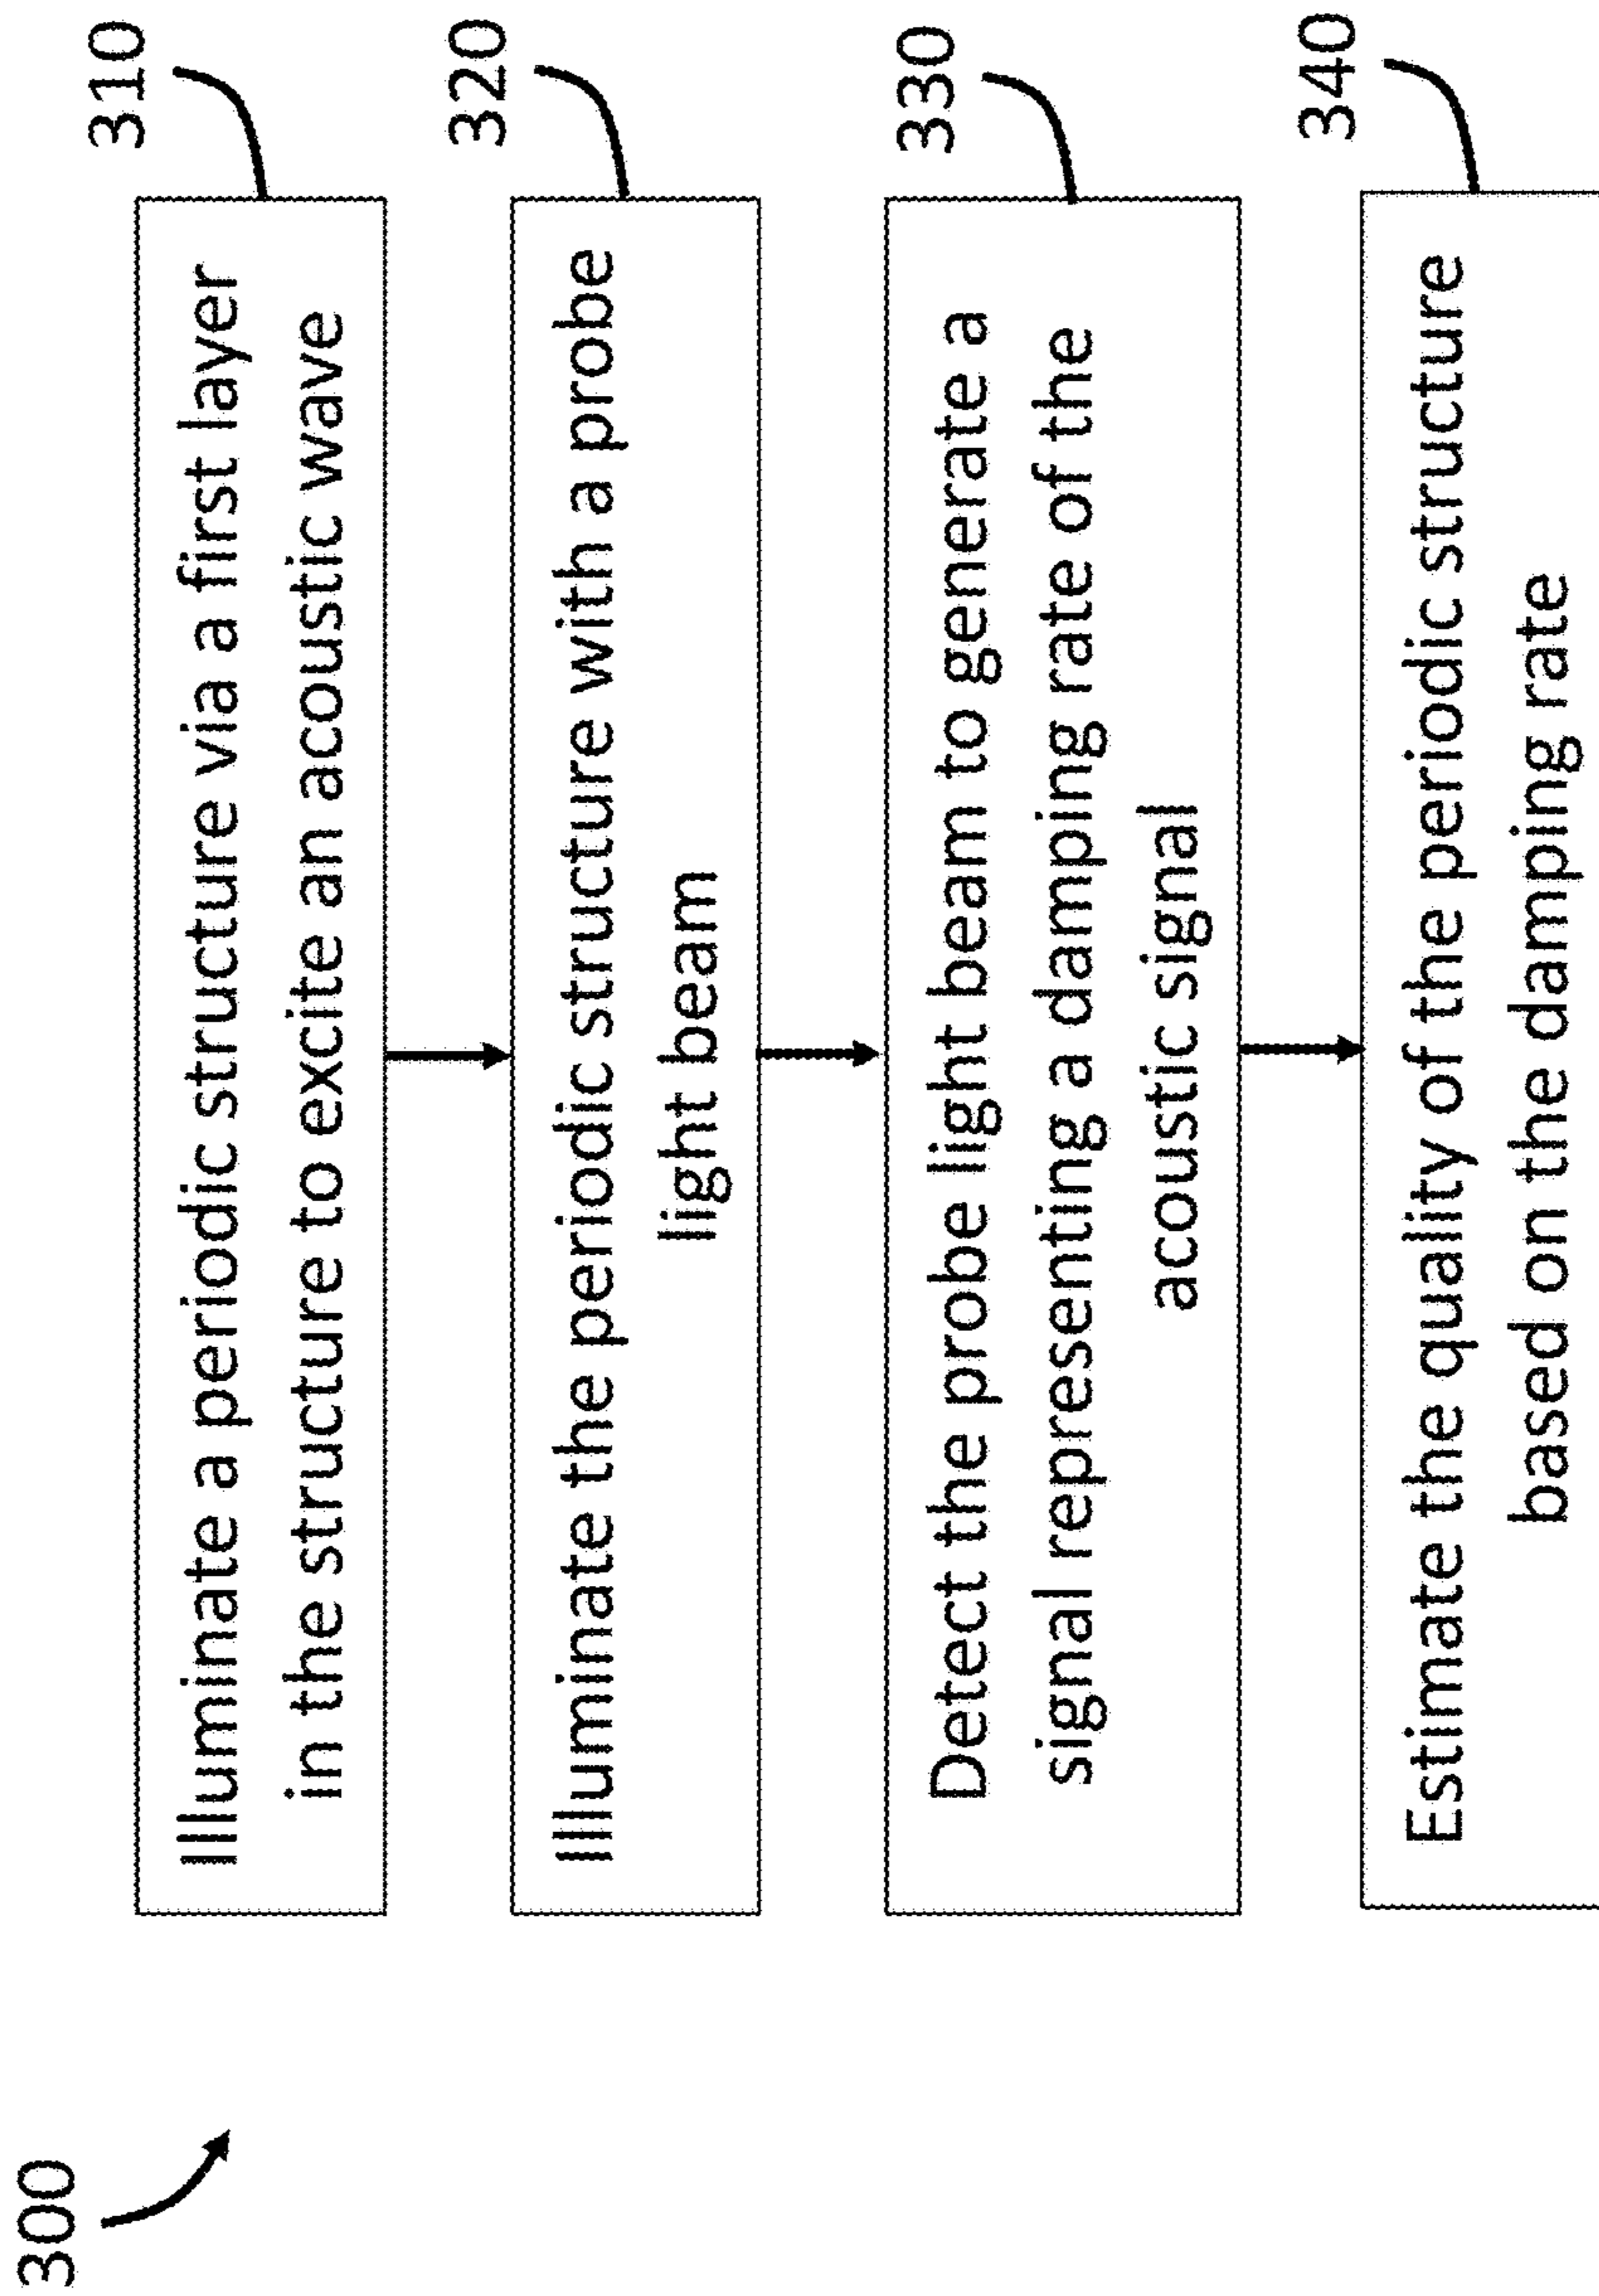 300
310
Illuminate a periodic structure via a first layer
in the structure to excite an acoustic wave
320
Illuminate the periodic structure with a probe
light beam
330
Detect the probe light beam to generate a
signal representing a damping rate of the
acoustic signal
340
Estimate the quality of the periodic structure
based on the damping rate